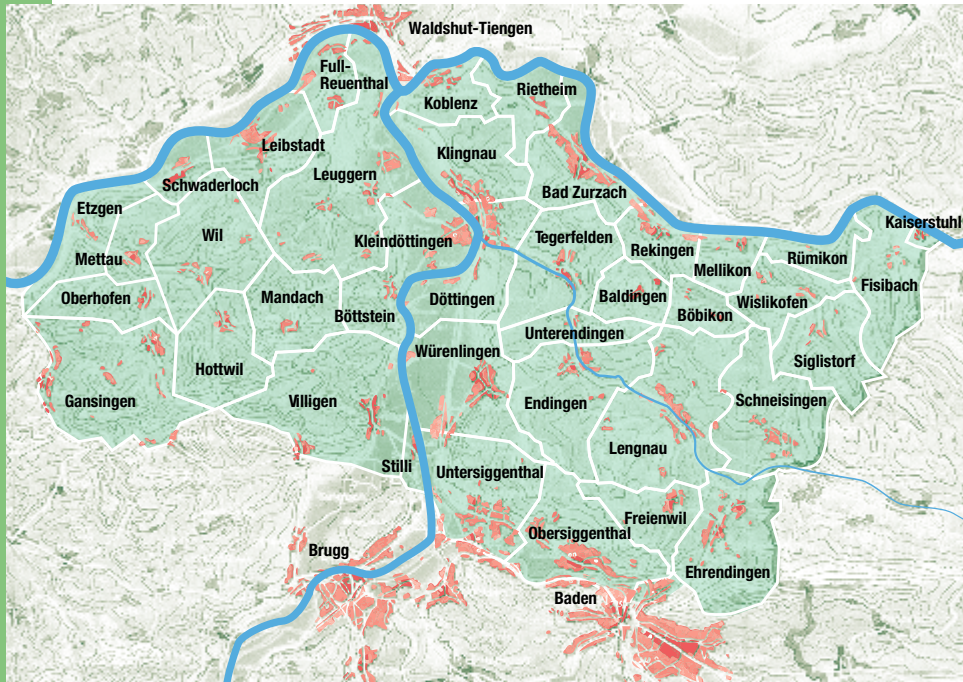 Waldshut-Tiengen
Full-
Reuenthal
Koblenz
Rietheim
Leibstadt
Klingnau
Leuggern
Schwaderloch
Bad Zurzach
Etzgen
Kaiserstuhl
Wil
Kleindöttingen
Tegerfelden
Rekingen
Mettau
Mellikon
Rümikon
Fisibach
Oberhofen
Mandach
Döttingen
Baldingen
Wislikofen
Böttstein
Böbikon
Unterendingen
Würenlingen
Siglistorf
Hottwil
Gansingen
Villigen
Endingen
Schneisingen
Lengnau
Stilli
Untersiggenthal
Freienwil
Obersiggenthal
Brugg
Ehrendingen
Baden